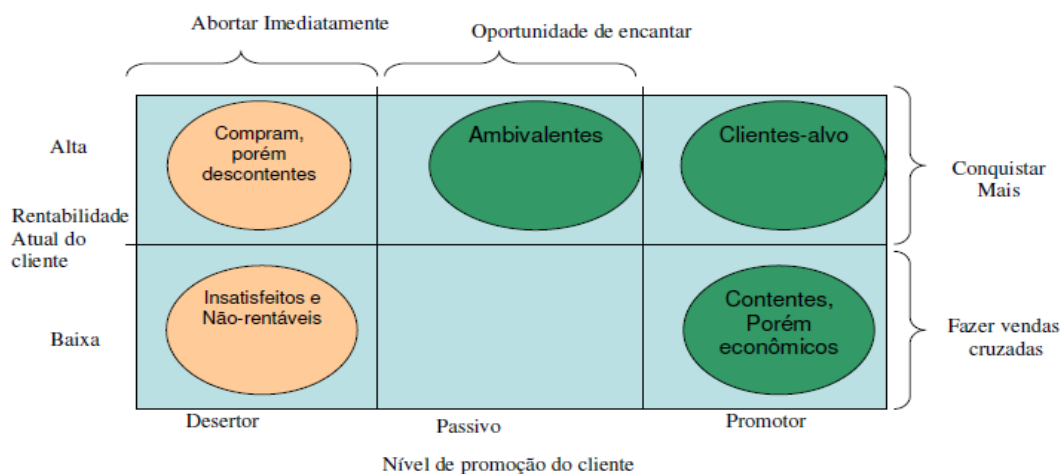 Abortar Imediatamente
Oportunidade de encantar
Alta
Compram,
porém
descontentes
Ambivalentes
Clientes-alvo
Conquistar
Mais
Rentabilidade
Atual do
cliente
Baixa
Insatisfeitos e
Não-rentáveis
Contentes,
Porém
econômicos
Fazer vendas
cruzadas
Desertor
Passivo
Promotor
Nível de promoção do cliente